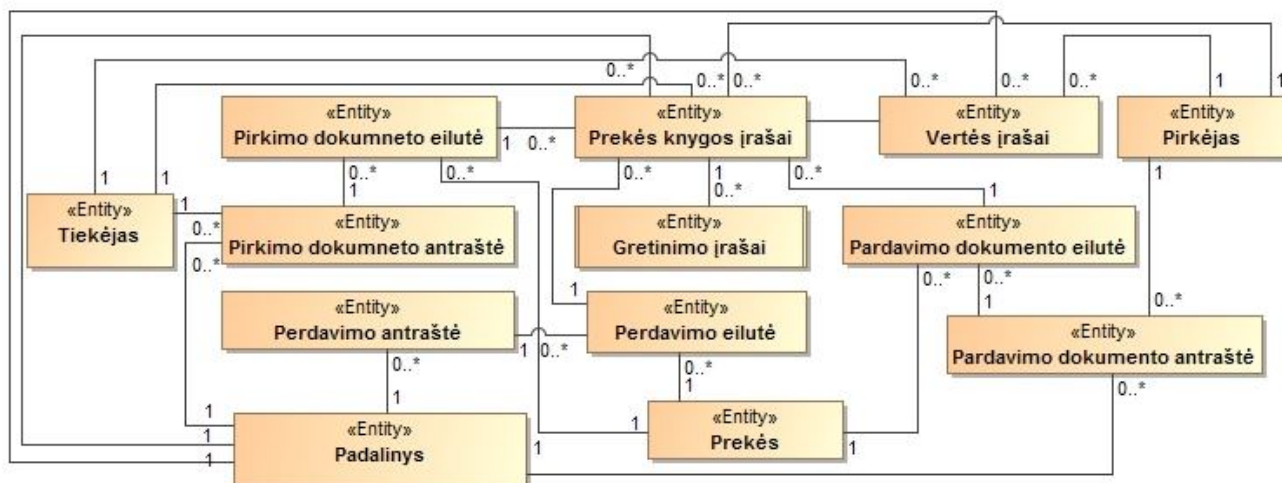 0..*
0..*
0..*
0..*
0..*
0..*
1
1
«Entity»
Pirkimo dokumneto eilutė
1
0..*
«Entity»
Prekės knygos įrašai
«Entity»
Vertės įrašai
«Entity»
Pirkėjas
1
1
0..*
0..*
0..*
1
0..*
1
1
0..*
1
1
«Entity»
Tiekėjas
1
0..*
0..*
«Entity»
Pirkimo dokumneto antraštė
«Entity»
Gretinimo įrašai
«Entity»
Pardavimo dokumento eilutė
0..*
0..*
1
0..*
«Entity»
Perdavimo antraštė
1
0..*
1
«Entity»
Perdavimo eilutė
«Entity»
Pardavimo dokumento antraštė
0..*
1
0..*
1
0..*
1
1
1
«Entity»
Padalinys
1
1
«Entity»
Prekės
1